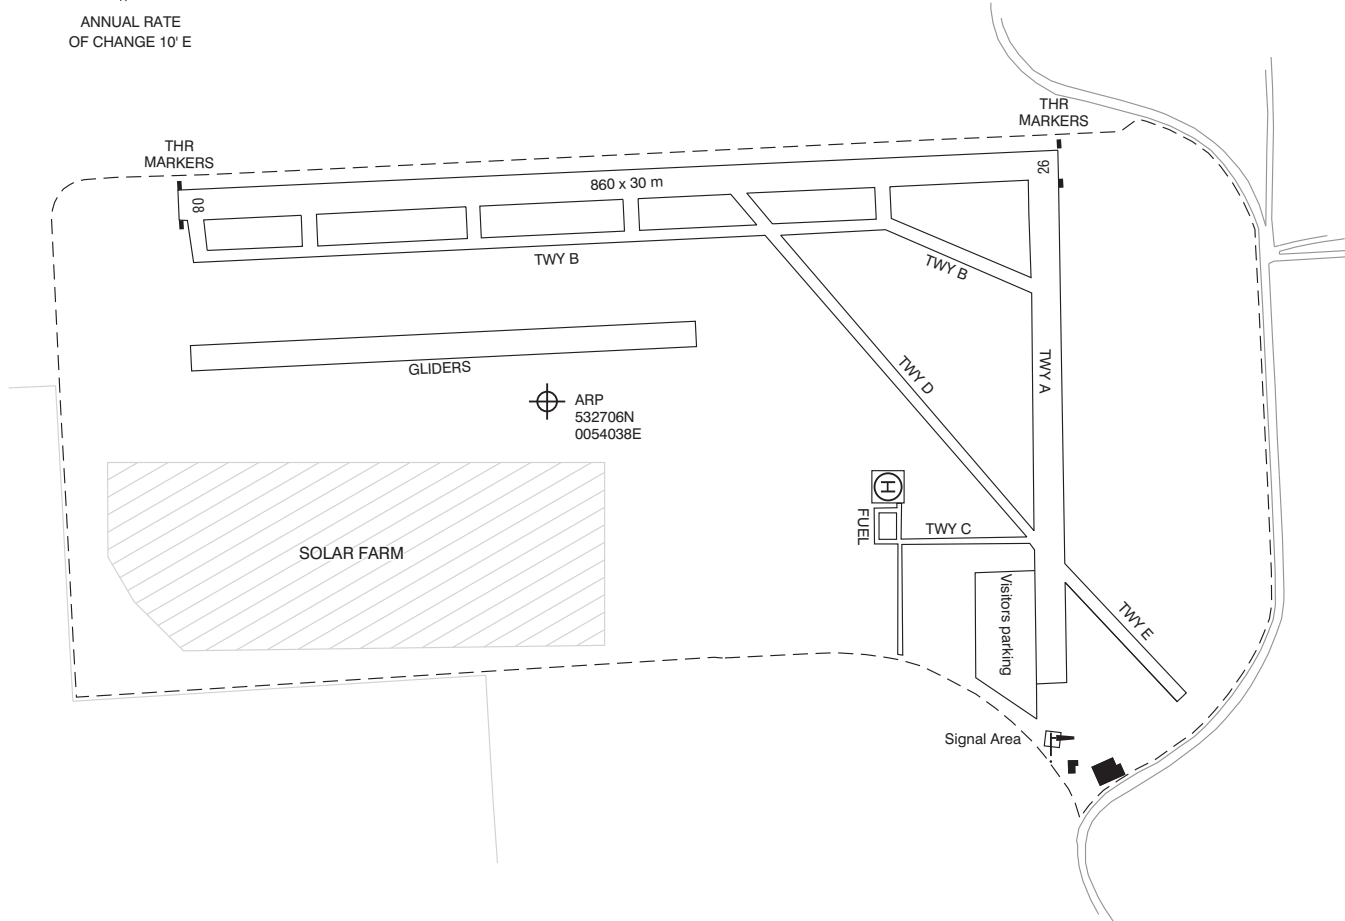 ANNUAL RATE
OF CHANGE 10' E
THR
MARKERS
THR
MARKERS
08
860 x 30 m
26
TWY B
TWY B
GLIDERS
TWY D
TWY A
ARP
532706N
0054038E
H
FUEL
TWY C
SOLAR FARM
Visitors parking
TWY E
Signal Area